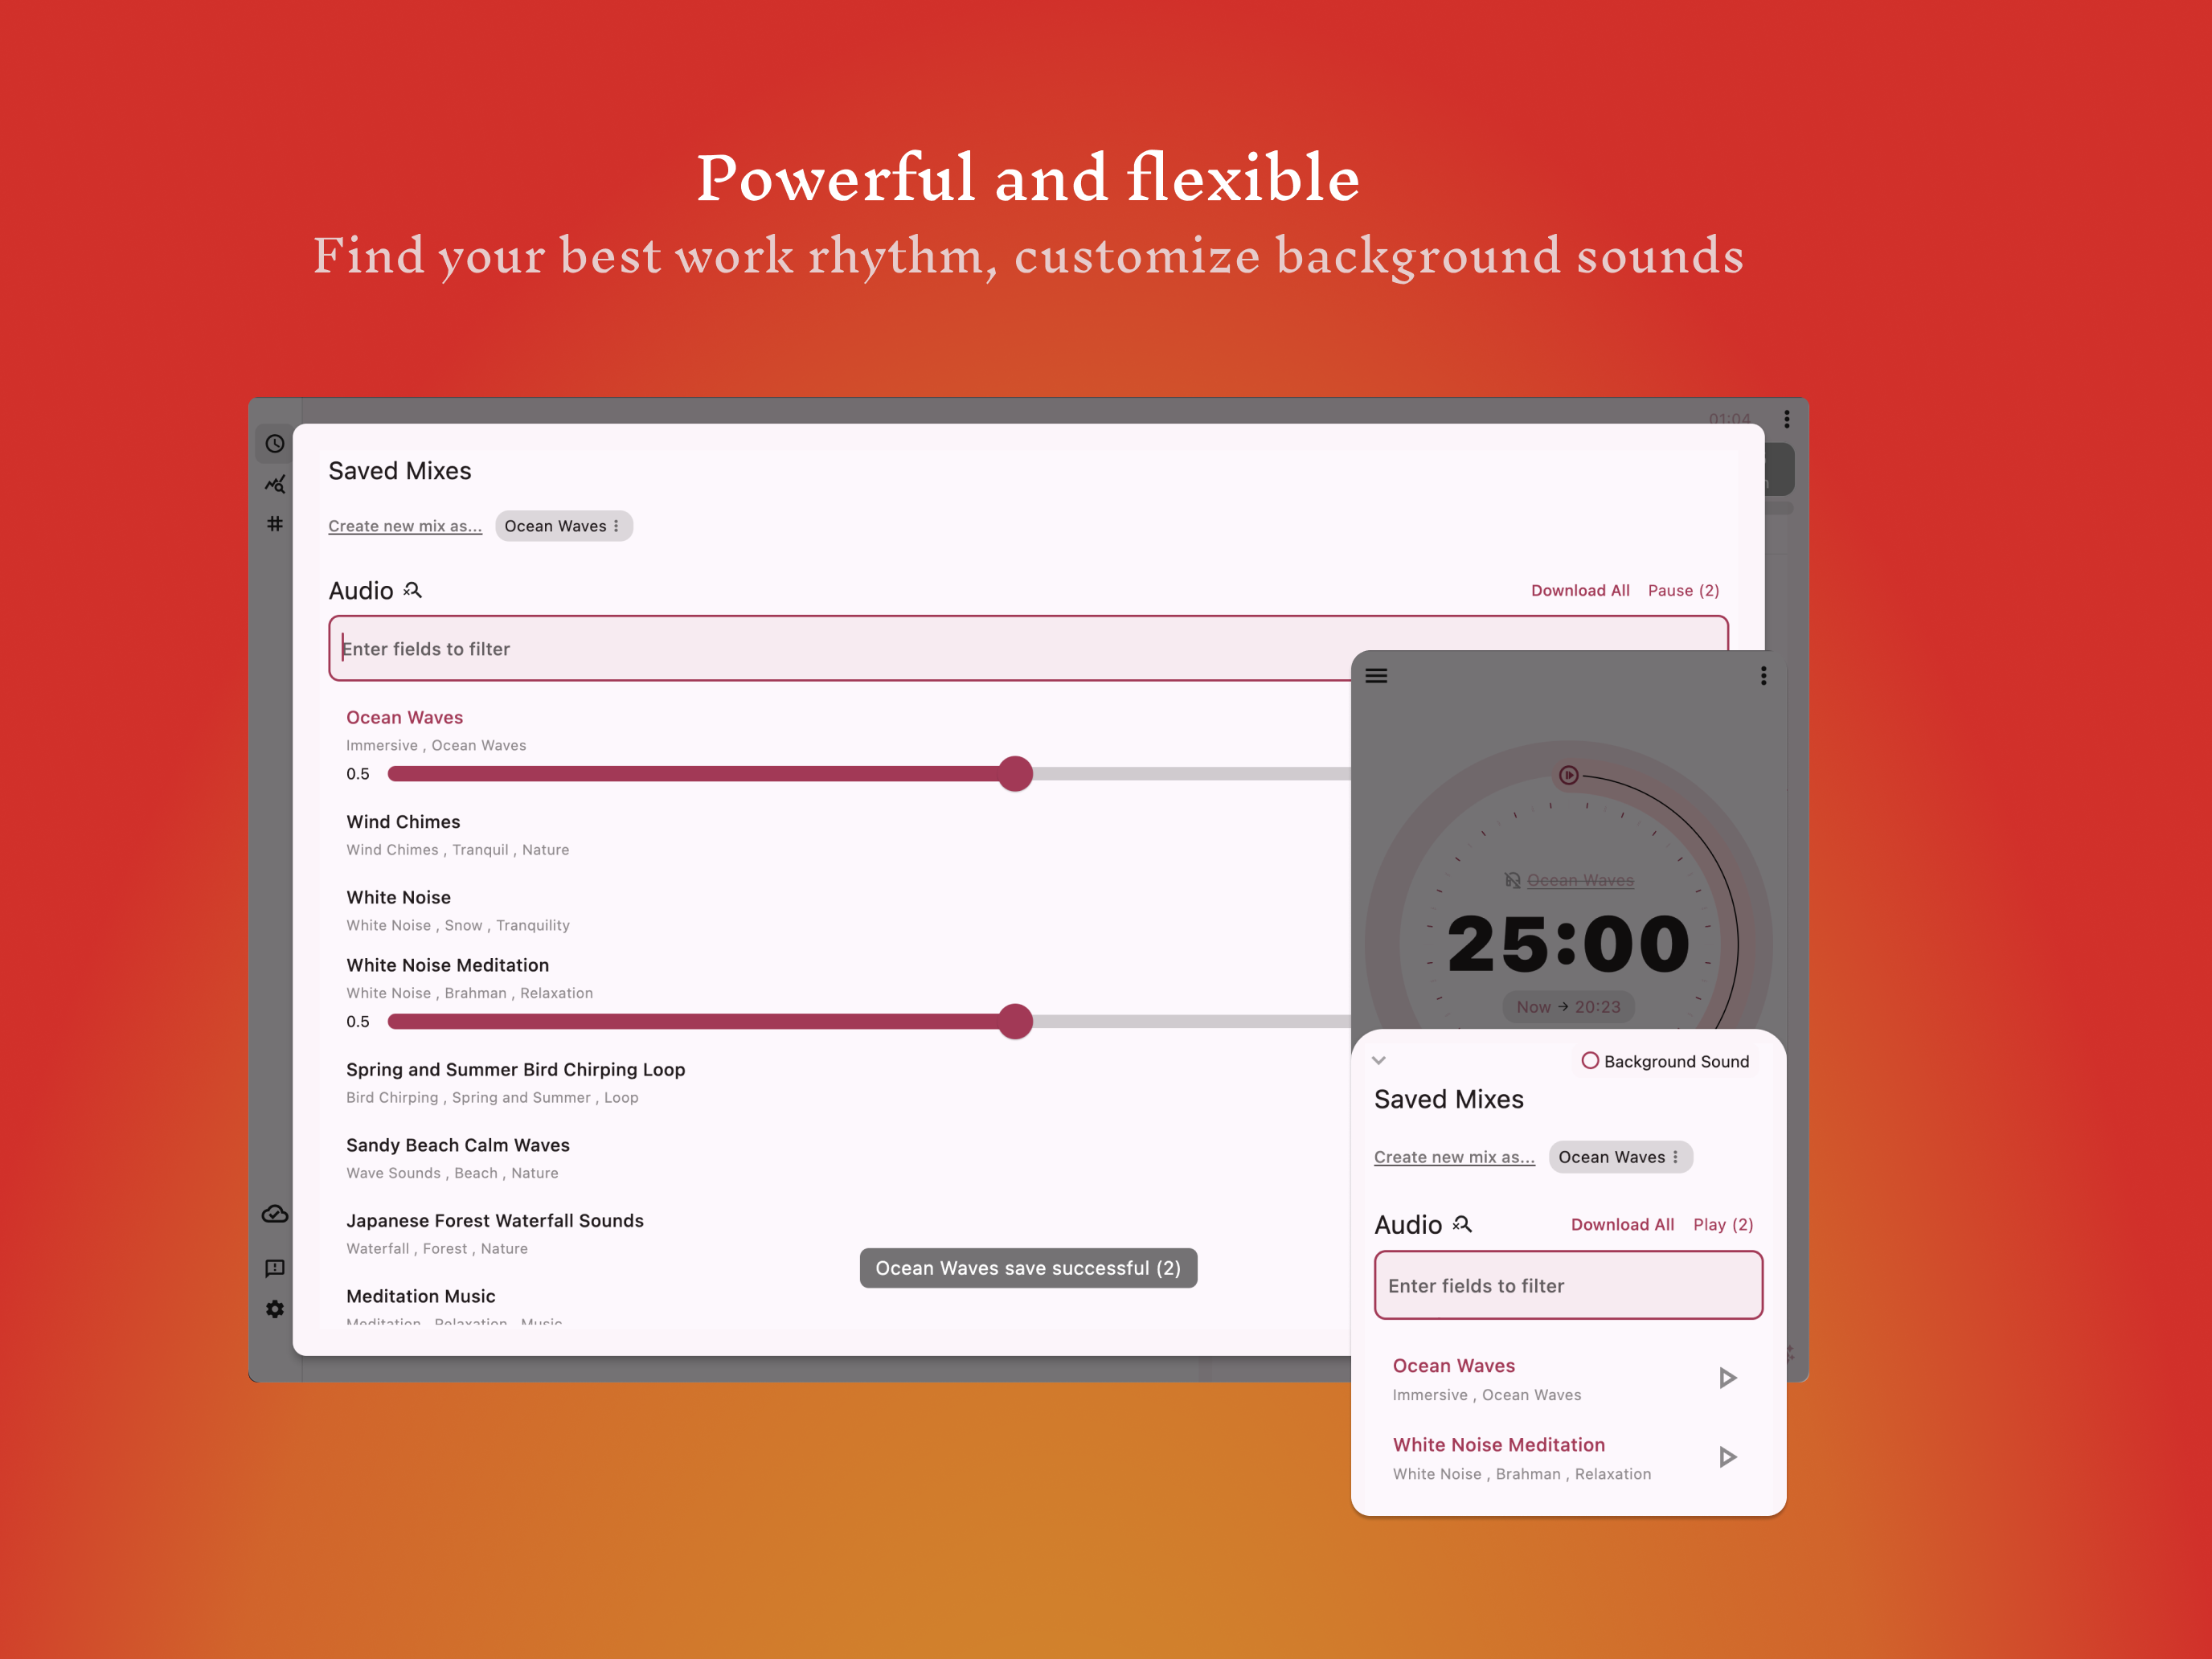 Powerful and flexible
Find your best work rhythm, customize background sounds
01:04
Saved Mixes
Create new mix as...
Ocean Waves
Audio
Download All
Pause (2)
Enter fields to filter
Ocean Waves
Immersive , Ocean Waves
0.5
Wind Chimes
Wind Chimes , Tranquil , Nature
White Noise
White Noise , Snow , Tranquility
White Noise Meditation
White Noise , Brahman , Relaxation
0.5
Spring and Summer Bird Chirping Loop
Bird Chirping , Spring and Summer , Loop
Sandy Beach Calm Waves
Wave Sounds , Beach , Nature
Japanese Forest Waterfall Sounds
Waterfall , Forest , Nature
Meditation Music
Meditation , Relaxation , Music
Ocean Waves save successful (2)
Ocean Waves
25:00
Now → 20:23
Background Sound
Saved Mixes
Create new mix as...
Ocean Waves
Audio
Download All
Play (2)
Enter fields to filter
Ocean Waves
Immersive , Ocean Waves
White Noise Meditation
White Noise , Brahman , Relaxation